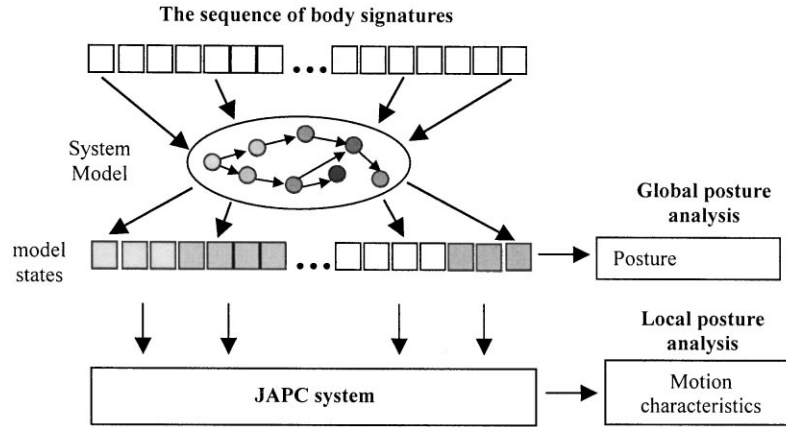 The sequence of body signatures
System
Model
Global posture
analysis
model
states
Posture
Local posture
analysis
JAPC system
Motion
characteristics